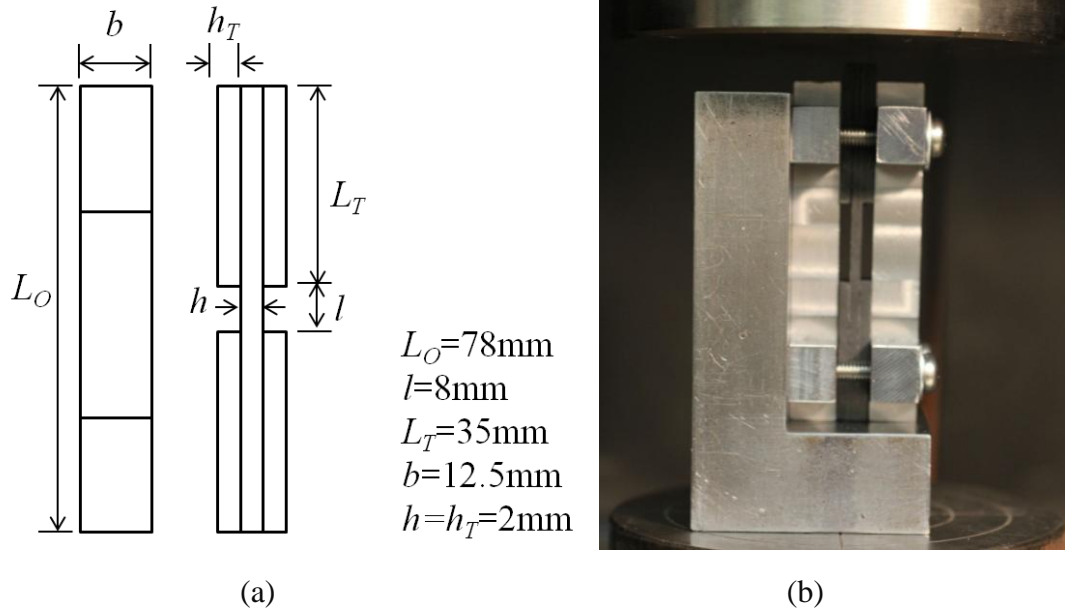 b
h_T
L_T
L_O
h
l
L_O=78mm
l=8mm
L_T=35mm
b=12.5mm
h=h_T=2mm
(a)
(b)